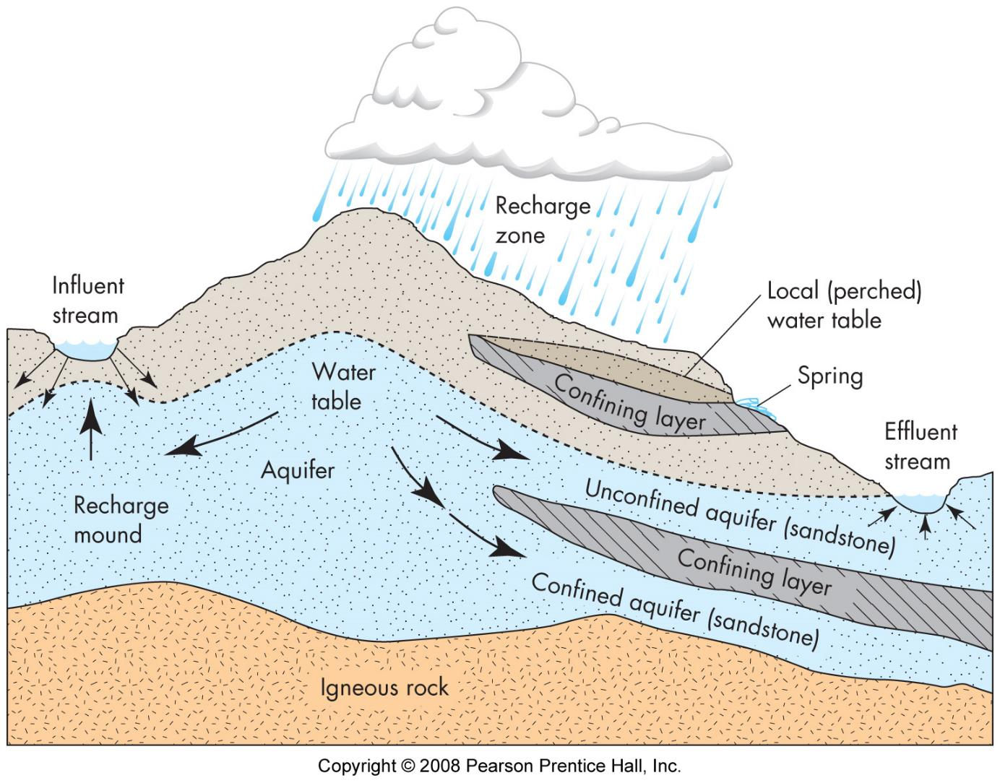 Recharge
zone
Influent
stream
Local (perched)
water table
Spring
Water
table
Confining layer
Effluent
stream
Aquifer
Recharge
mound
Unconfined aquifer (sandstone)
Confining layer
Confined aquifer (sandstone)
Igneous rock
Copyright © 2008 Pearson Prentice Hall, Inc.